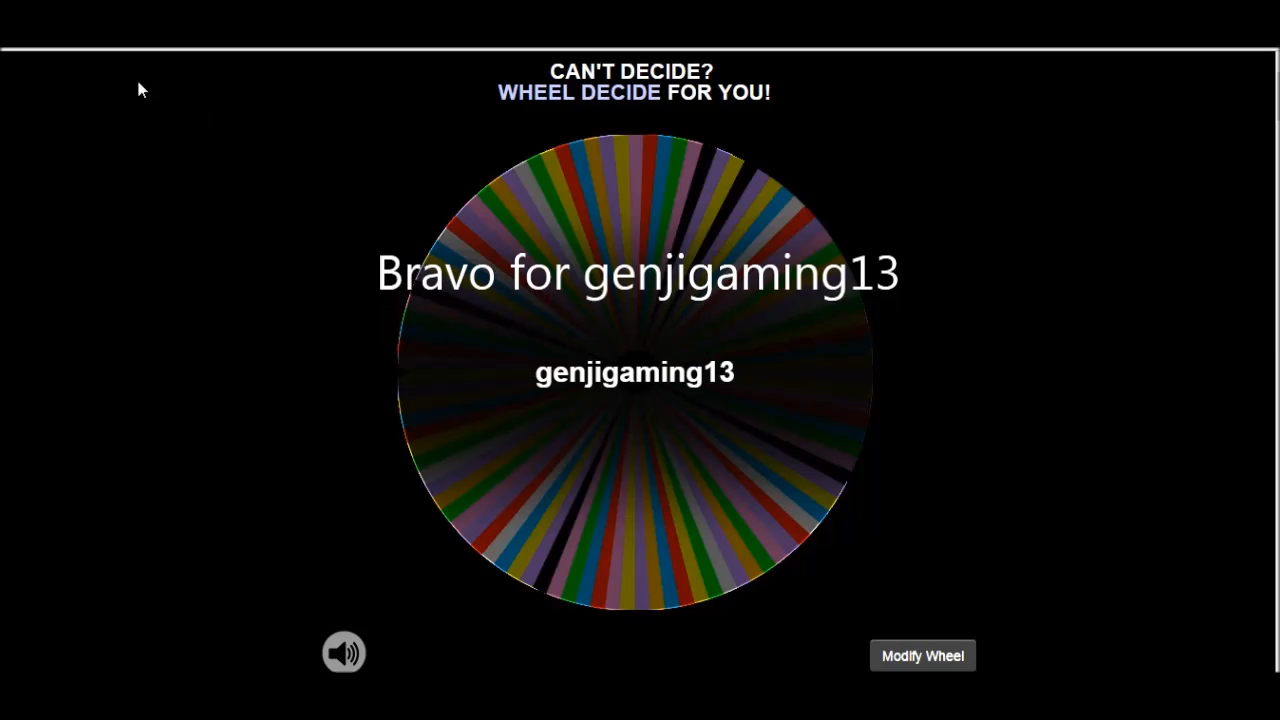 CAN'T DECIDE?
WHEEL DECIDE FOR YOU!
Bravo for genjigaming13
genjigaming13
Modify Wheel